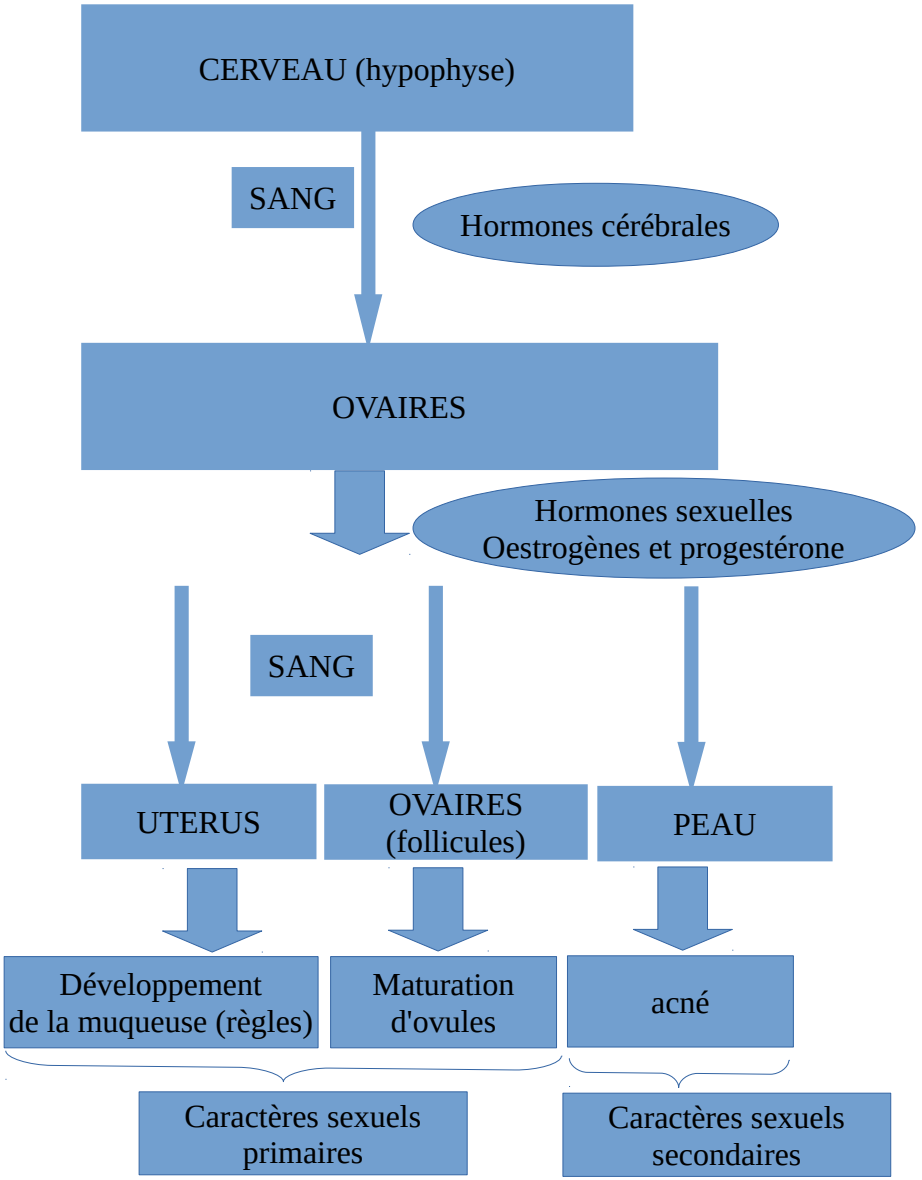 CERVEAU (hypophyse)
SANG
Hormones cérébrales
OVAIRES
Hormones sexuelles
Oestrogènes et progestérone
SANG
UTERUS
OVAIRES
(follicules)
PEAU
Développement
de la muqueuse (règles)
Maturation
d'ovules
acné
Caractères sexuels
primaires
Caractères sexuels
secondaires